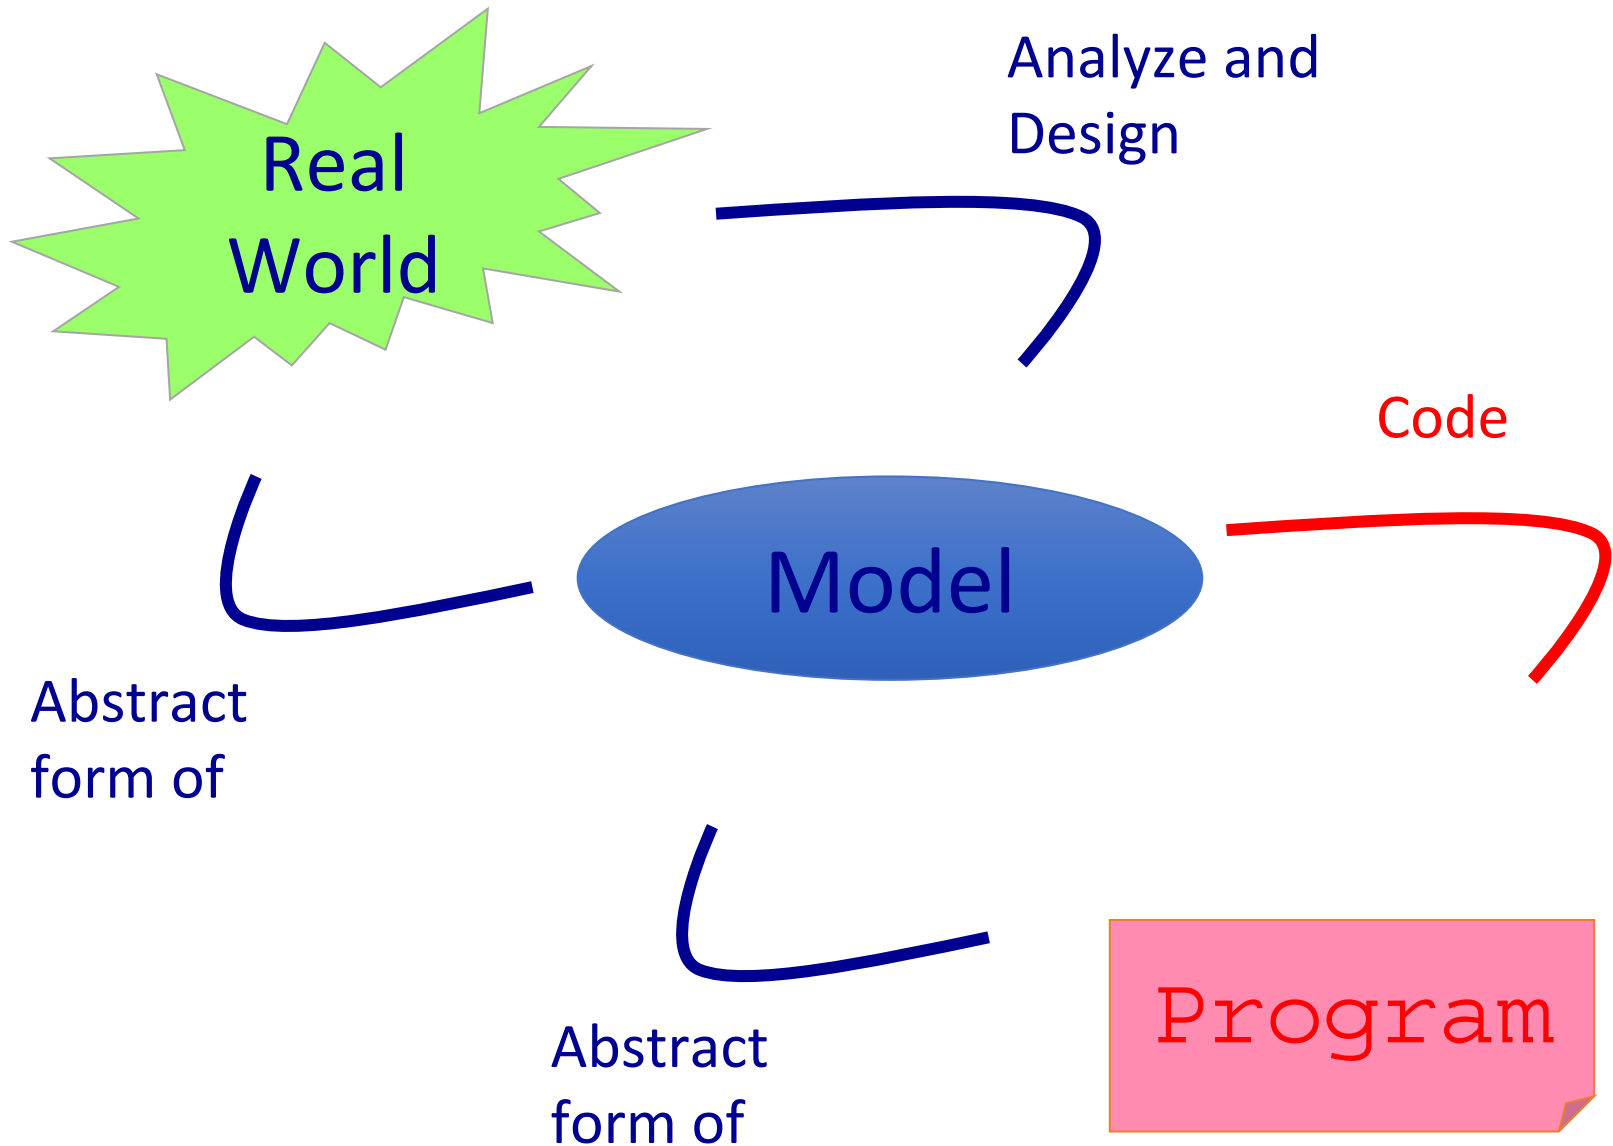 Real
World
Analyze and
Design
Code
Model
Abstract
form of
Abstract
form of
Program